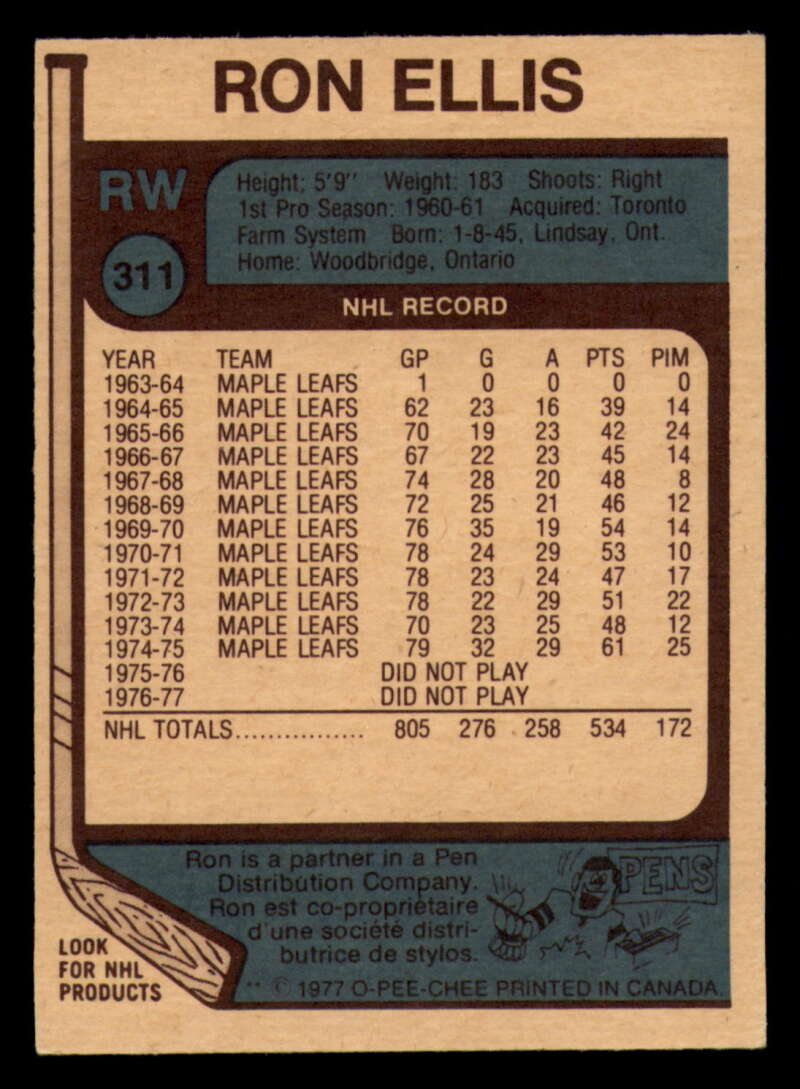 RON ELLIS
RW
311
Height: 5'9" Weight: 183 Shoots: Right
1st Pro Season: 1960-61 Acquired: Toronto
Farm System Born: 1-8-45, Lindsay, Ont.
Home: Woodbridge, Ontario
NHL RECORD
YEAR TEAM GP G A PTS PIM
1963-64 MAPLE LEAFS 1 0 0 0 0
1964-65 MAPLE LEAFS 62 23 16 39 14
1965-66 MAPLE LEAFS 70 19 23 42 24
1966-67 MAPLE LEAFS 67 22 23 45 14
1967-68 MAPLE LEAFS 74 28 20 48 8
1968-69 MAPLE LEAFS 72 25 21 46 12
1969-70 MAPLE LEAFS 76 35 19 54 14
1970-71 MAPLE LEAFS 78 24 29 53 10
1971-72 MAPLE LEAFS 78 23 24 47 17
1972-73 MAPLE LEAFS 78 22 29 51 22
1973-74 MAPLE LEAFS 70 23 25 48 12
1974-75 MAPLE LEAFS 79 32 29 61 25
1975-76 DID NOT PLAY
1976-77 DID NOT PLAY
NHL TOTALS................ 805 276 258 534 172
Ron is a partner in a Pen
Distribution Company.
Ron est co-propriétaire
d'une société distri-
butrice de stylos.
PENS
LOOK
FOR NHL
PRODUCTS
** © 1977 O-PEE-CHEE PRINTED IN CANADA.